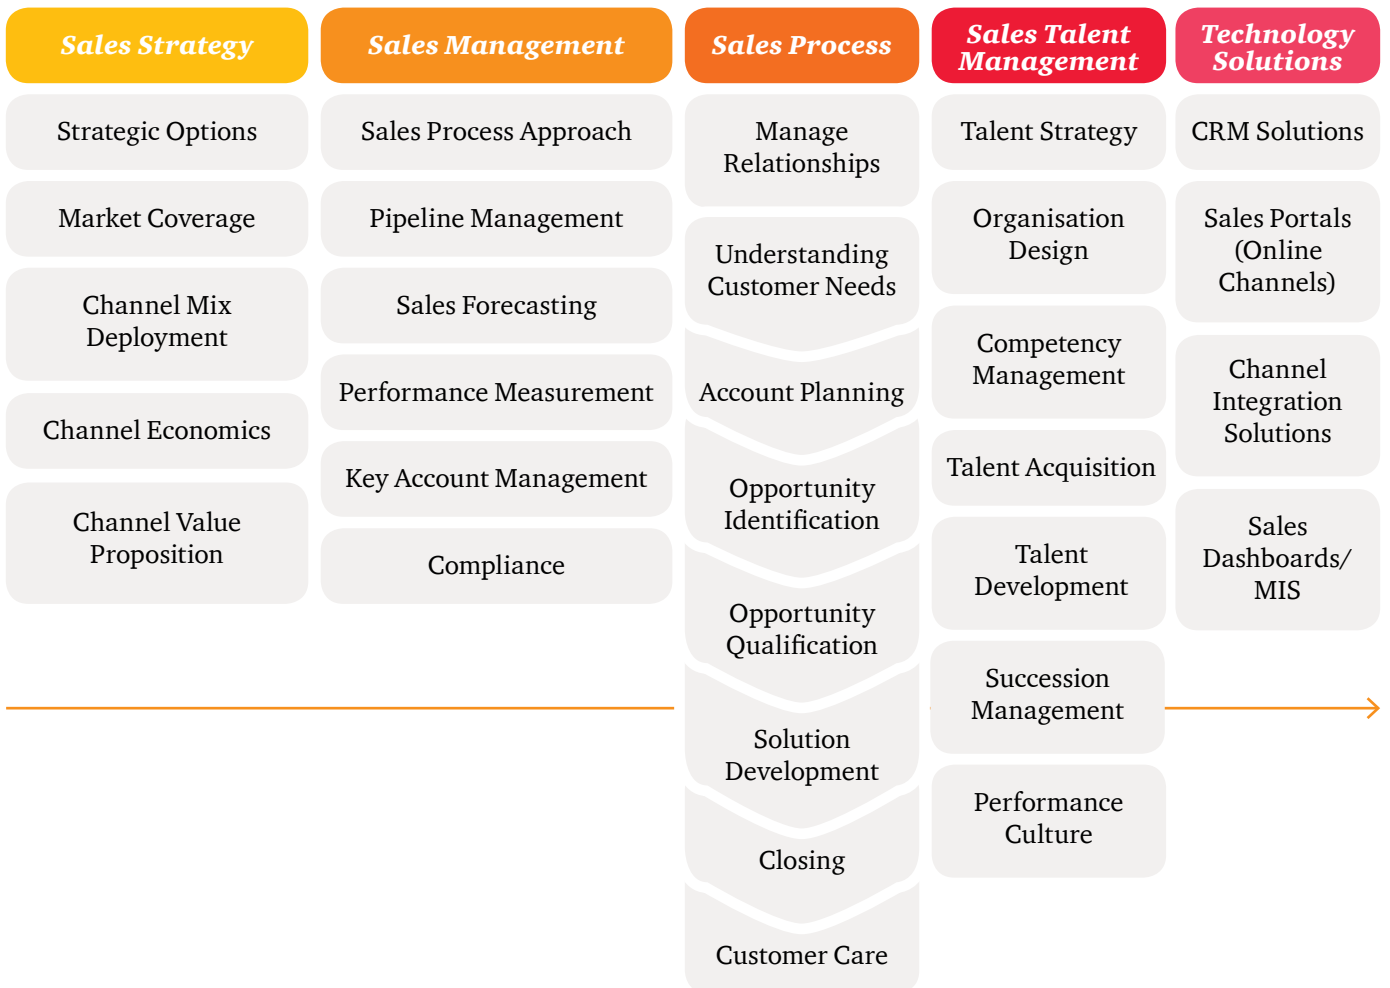 Sales Strategy
Strategic Options
Market Coverage
Channel Mix
Deployment
Channel Economics
Channel Value
Proposition
Sales Management
Sales Process Approach
Pipeline Management
Sales Forecasting
Performance Measurement
Key Account Management
Compliance
Sales Process
Manage
Relationships
Understanding
Customer Needs
Account Planning
Opportunity
Identification
Opportunity
Qualification
Solution
Development
Closing
Customer Care
Sales Talent
Management
Talent Strategy
Organisation
Design
Competency
Management
Talent Acquisition
Talent
Development
Succession
Management
Performance
Culture
Technology
Solutions
CRM Solutions
Sales Portals
(Online
Channels)
Channel
Integration
Solutions
Sales
Dashboards/
MIS